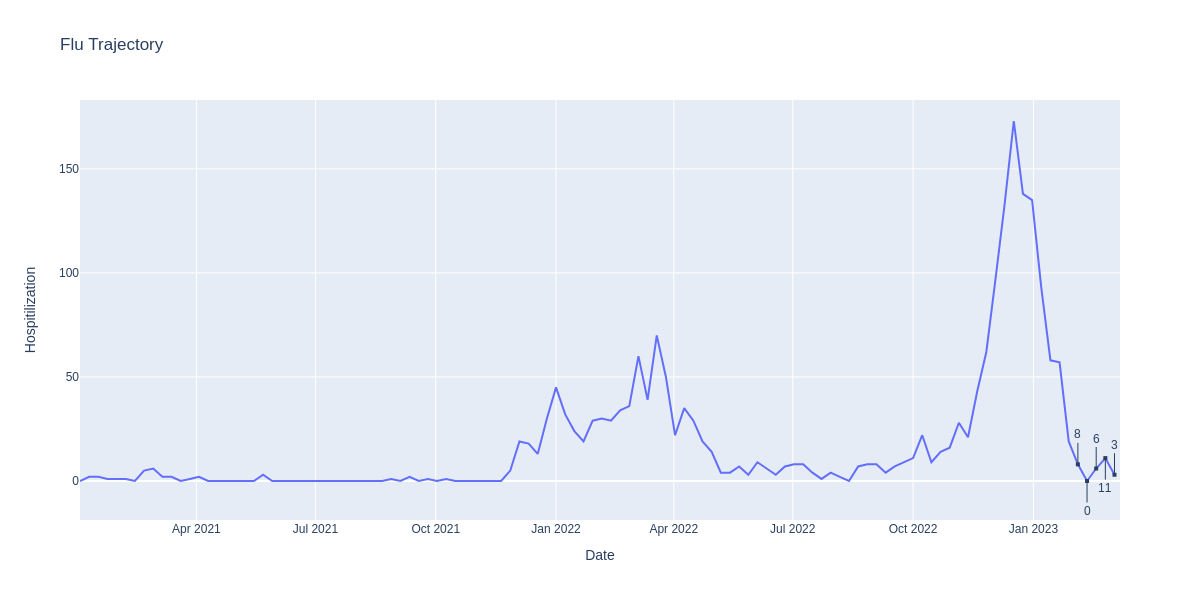 Flu Trajectory
Hospitilization
150
100
50
0
8
6
3
11
0
Apr 2021
Jul 2021
Oct 2021
Jan 2022
Apr 2022
Jul 2022
Oct 2022
Jan 2023
Date